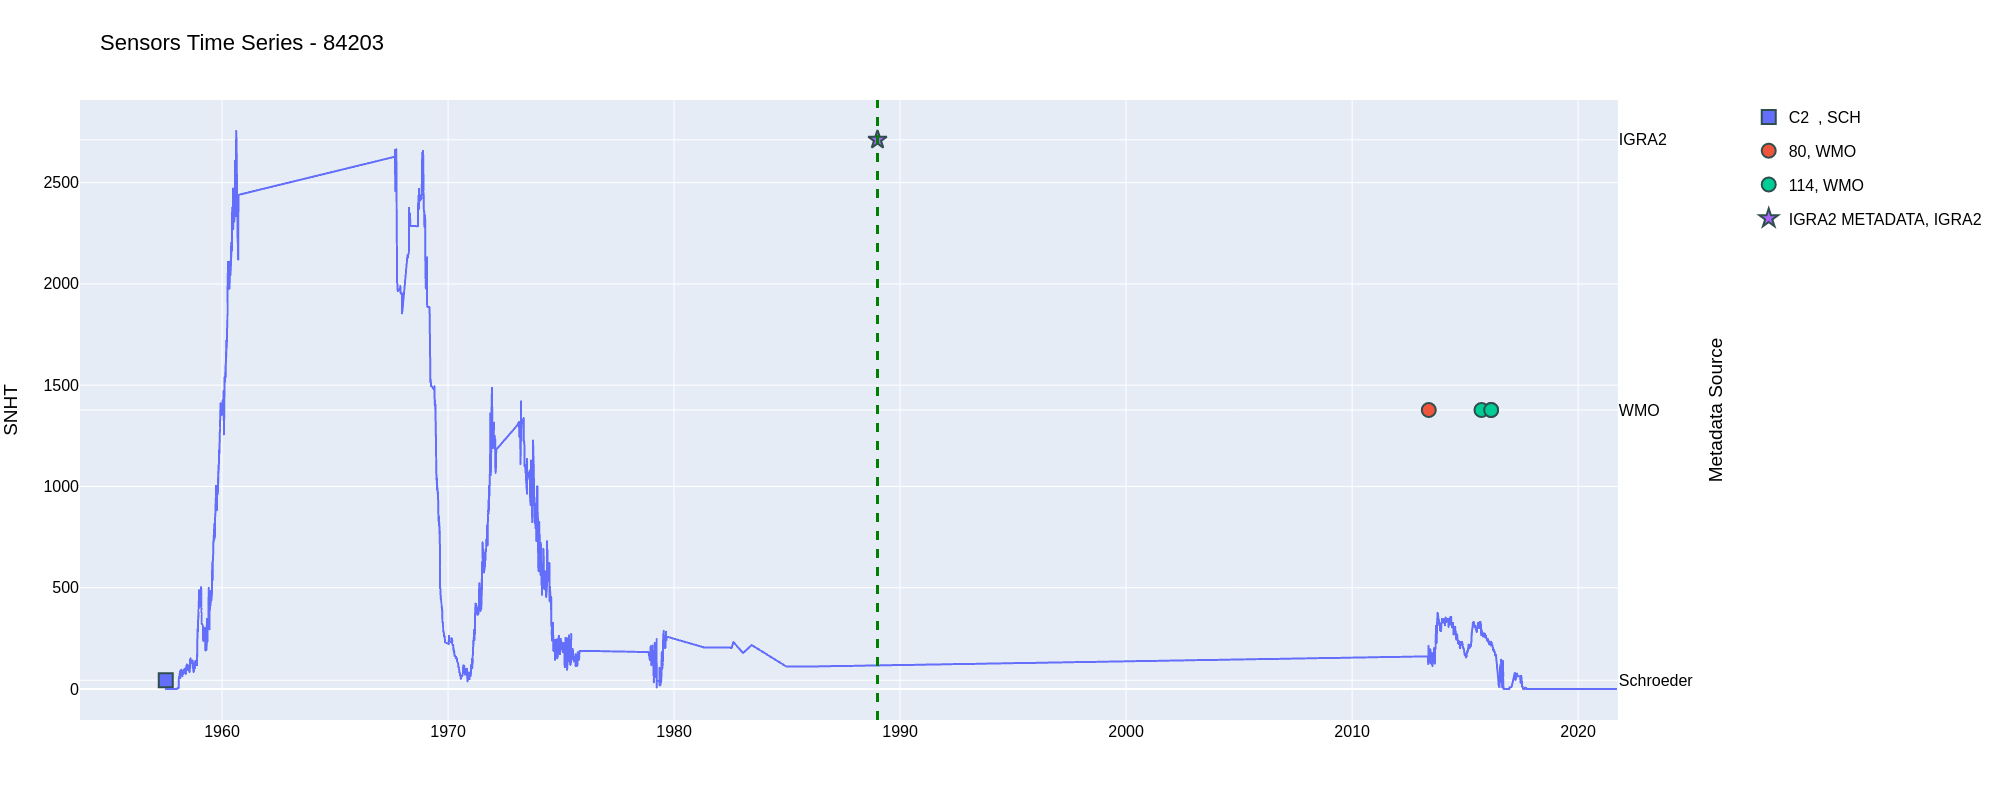 Sensors Time Series - 84203
SNHT
2500
2000
1500
1000
500
0
1960
1970
1980
1990
2000
2010
2020
IGRA2
WMO
Schroeder
Metadata Source
C2  , SCH
80, WMO
114, WMO
IGRA2 METADATA, IGRA2